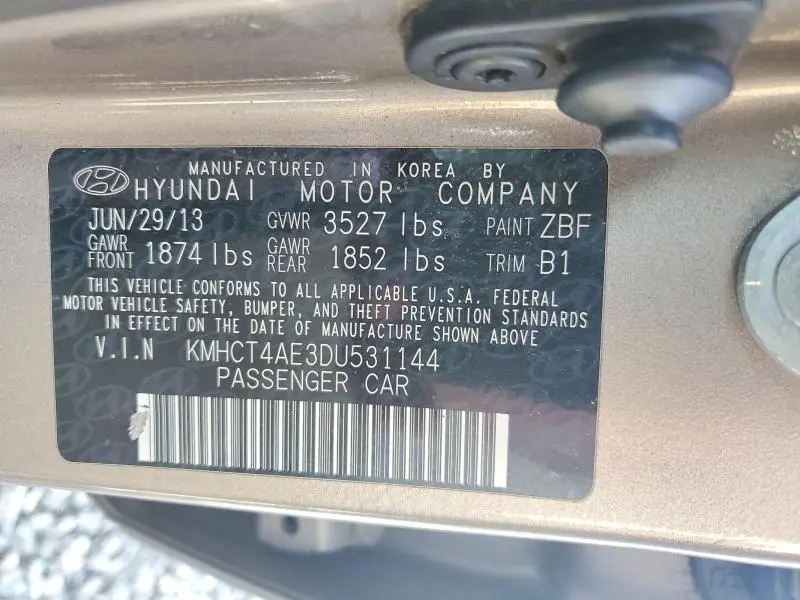 MANUFACTURED IN KOREA BY
HYUNDAI MOTOR COMPANY
JUN/29/13 GVWR 3527 lbs PAINT ZBF
GAWR FRONT 1874 lbs GAWR REAR 1852 lbs TRIM B1
THIS VEHICLE CONFORMS TO ALL APPLICABLE U.S.A. FEDERAL
MOTOR VEHICLE SAFETY, BUMPER, AND THEFT PREVENTION STANDARDS
IN EFFECT ON THE DATE OF MANUFACTURE SHOWN ABOVE
V.I.N KMHCT4AE3DU531144
PASSENGER CAR